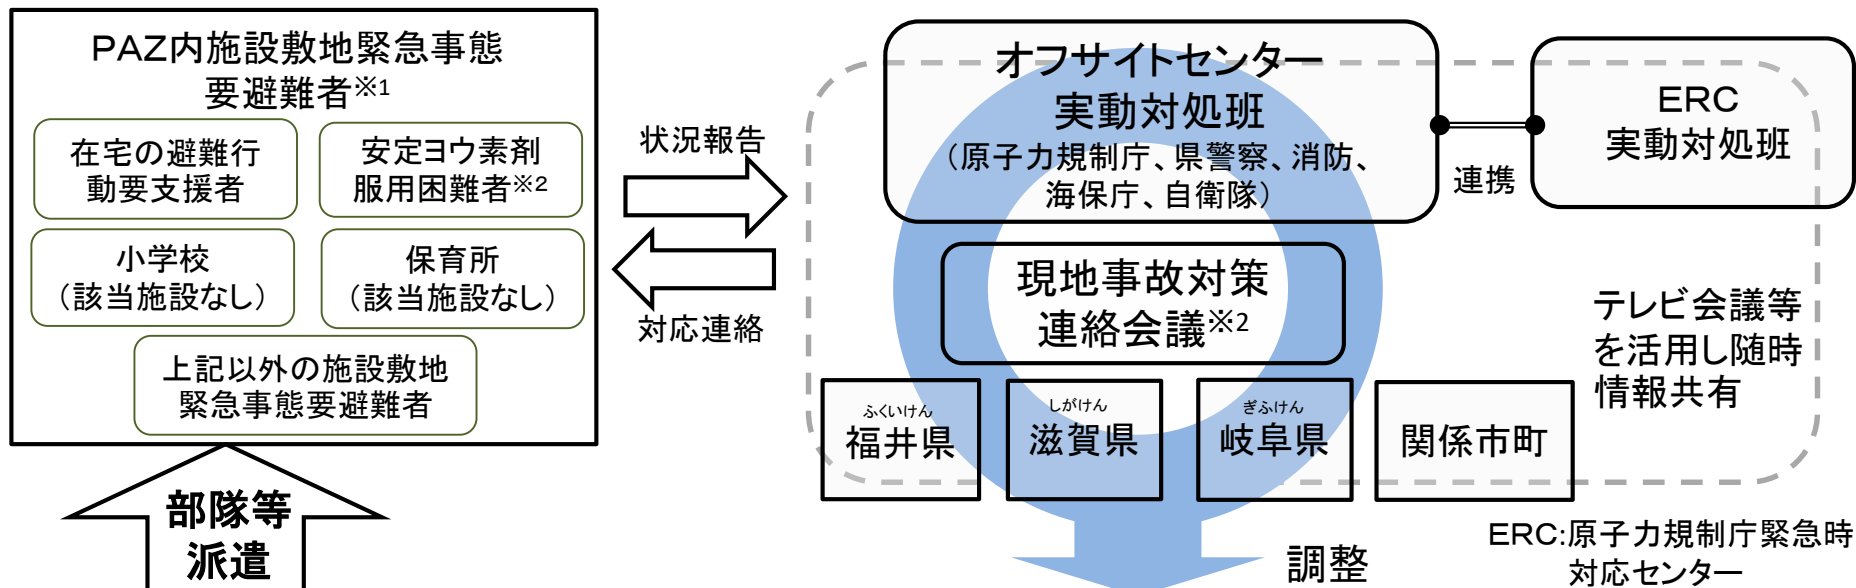 PAZ内施設敷地緊急事態
要避難者※1
在宅の避難行
動要支援者
安定ヨウ素剤
服用困難者※2
小学校
（該当施設なし）
保育所
（該当施設なし）
上記以外の施設敷地
緊急事態要避難者
部隊等
派遣
状況報告
対応連絡
オフサイトセンター
実動対処班
（原子力規制庁、県警察、消防、
海保庁、自衛隊）
連携
ERC
実動対処班
現地事故対策
連絡会議※2
テレビ会議等
を活用し随時
情報共有
ふくいけん
福井県
しがけん
滋賀県
ぎふけん
岐阜県
関係市町
調整
ERC:原子力規制庁緊急時
対応センター